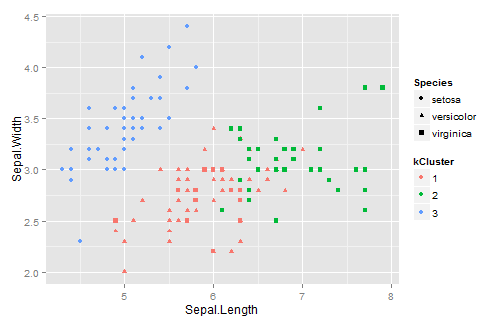 4.5
4.0
3.5
3.0
2.5
2.0
Sepal.Width
5
6
7
8
Sepal.Length
Species
setosa
versicolor
virginica
kCluster
1
2
3